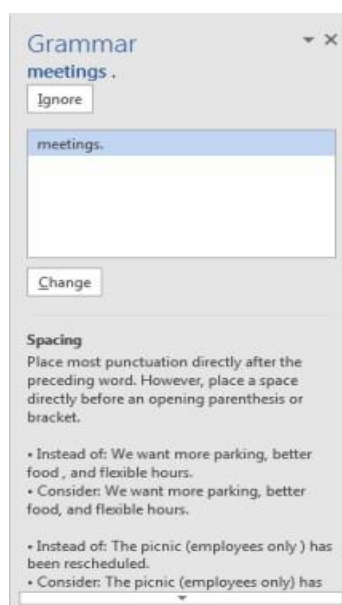 Grammar
meetings .
Ignore
meetings.
Change
Spacing
Place most punctuation directly after the
preceding word. However, place a space
directly before an opening parenthesis or
bracket.
• Instead of: We want more parking, better
food , and flexible hours.
• Consider: We want more parking, better
food, and flexible hours.
• Instead of: The picnic (employees only ) has
been rescheduled.
• Consider: The picnic (employees only) has